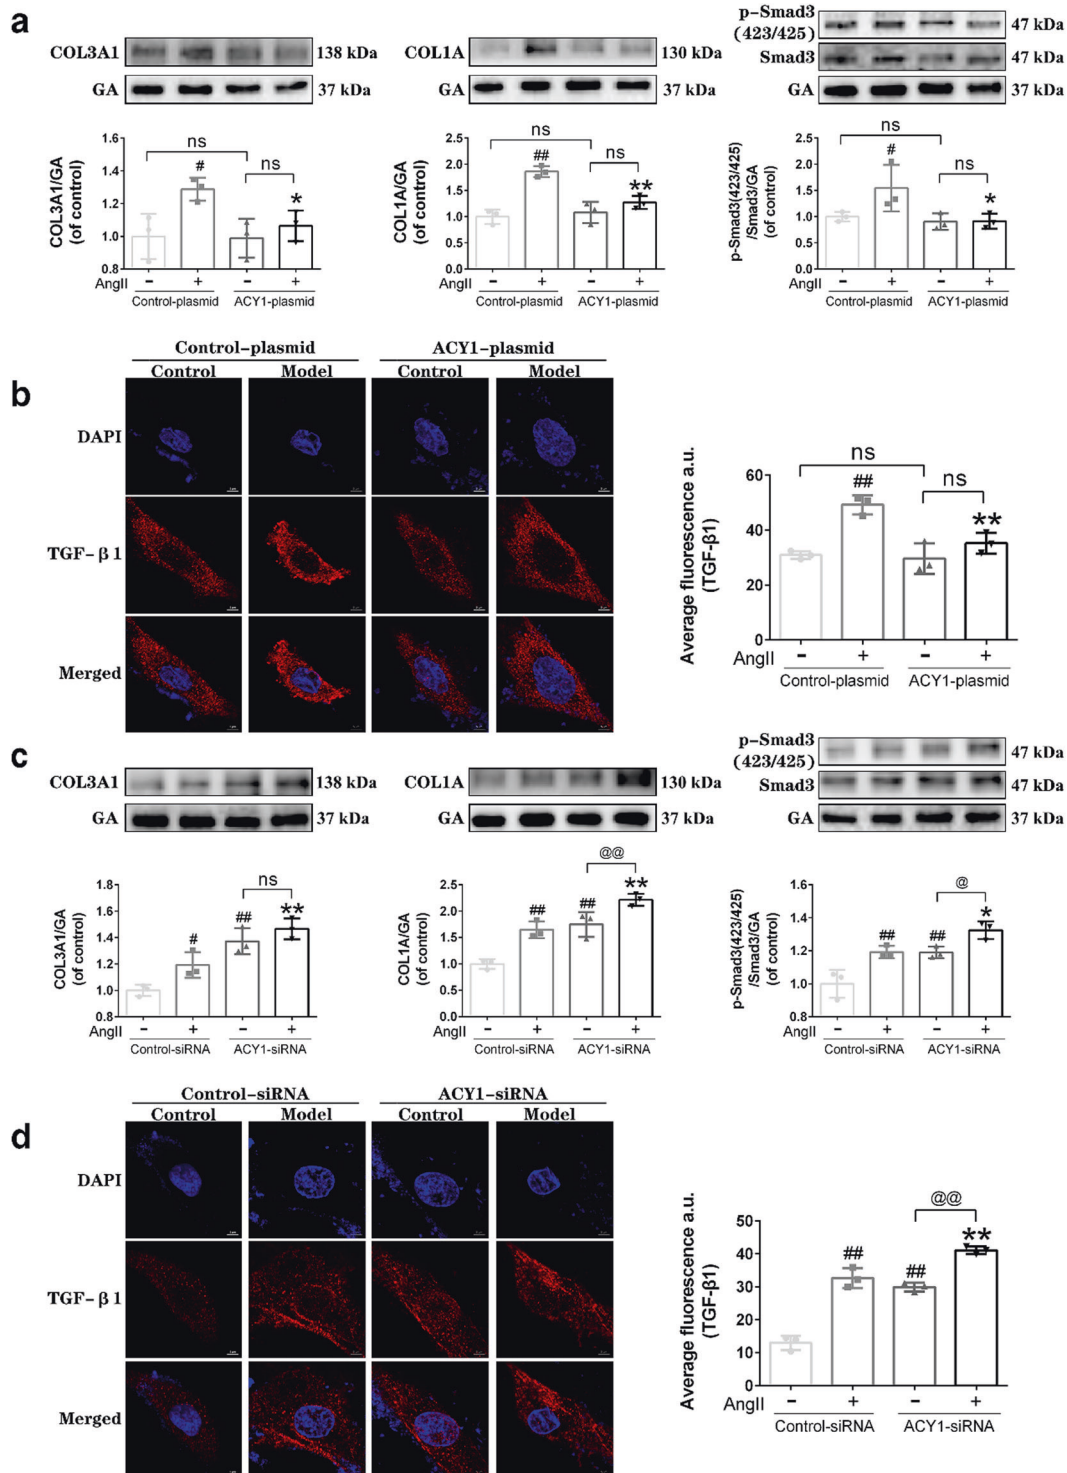 a
COL3A1 138 kDa
GA 37 kDa
COL1A 130 kDa
GA 37 kDa
p-Smad3
(423/425) 47 kDa
Smad3 47 kDa
GA 37 kDa
COL3A1/GA
(of control)
1.6
1.4
1.2
1.0
0.8
ns
#
ns
*
AngII - + - +
Control-plasmid ACY1-plasmid
COL1A/GA
(of control)
2.5
2.0
1.5
1.0
0.5
0.0
ns
##
ns
**
AngII - + - +
Control-plasmid ACY1-plasmid
p-Smad3(423/425)
/Smad3/GA
(of control)
2.5
2.0
1.5
1.0
0.5
0.0
ns
#
ns
*
AngII - + - +
Control-plasmid ACY1-plasmid
b
Control-plasmid ACY1-plasmid
Control Model Control Model
DAPI
TGF-β1
Merged
Average fluorescence a.u.
(TGF-β1)
60
40
20
0
ns
##
ns
**
AngII - + - +
Control-plasmid ACY1-plasmid
c
COL3A1 138 kDa
GA 37 kDa
COL1A 130 kDa
GA 37 kDa
p-Smad3
(423/425) 47 kDa
Smad3 47 kDa
GA 37 kDa
COL3A1/GA
(of control)
1.8
1.6
1.4
1.2
1.0
0.8
#
##
ns
**
AngII - + - +
Control-siRNA ACY1-siRNA
COL1A/GA
(of control)
2.5
2.0
1.5
1.0
0.5
0.0
##
##
@@
**
AngII - + - +
Control-siRNA ACY1-siRNA
p-Smad3(423/425)
/Smad3/GA
(of control)
1.6
1.4
1.2
1.0
0.8
##
##
@
*
AngII - + - +
Control-siRNA ACY1-siRNA
d
Control-siRNA ACY1-siRNA
Control Model Control Model
DAPI
TGF-β1
Merged
Average fluorescence a.u.
(TGF-β1)
50
40
30
20
10
0
##
##
@@
**
AngII - + - +
Control-siRNA ACY1-siRNA